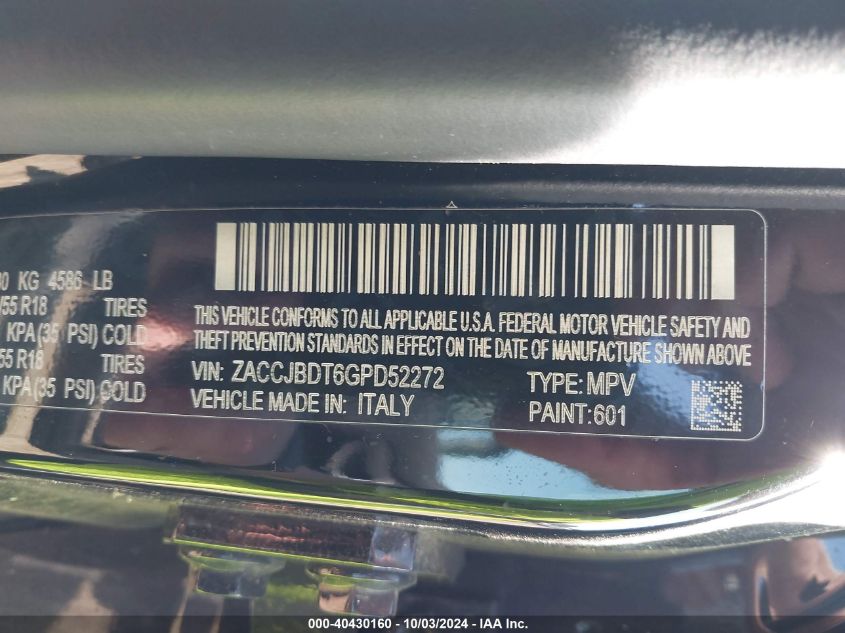 KG 4586 LB
/55 R18 TIRES
KPA(35 PSI) COLD
55 R18 TIRES
KPA(35 PSI) COLD
THIS VEHICLE CONFORMS TO ALL APPLICABLE U.S.A. FEDERAL MOTOR VEHICLE SAFETY AND
THEFT PREVENTION STANDARDS IN EFFECT ON THE DATE OF MANUFACTURE SHOWN ABOVE
VIN: ZACCJBDT6GPD52272 TYPE: MPV
VEHICLE MADE IN: ITALY PAINT: 601
000-40430160 - 10/03/2024 - IAAI.com